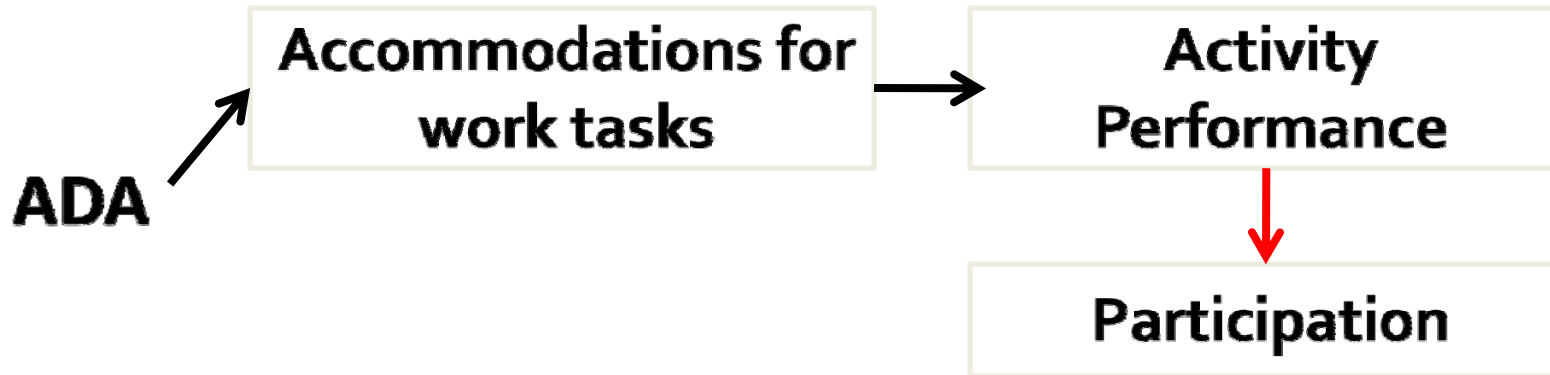 Accommodations for
work tasks
Activity
Performance
ADA
Participation